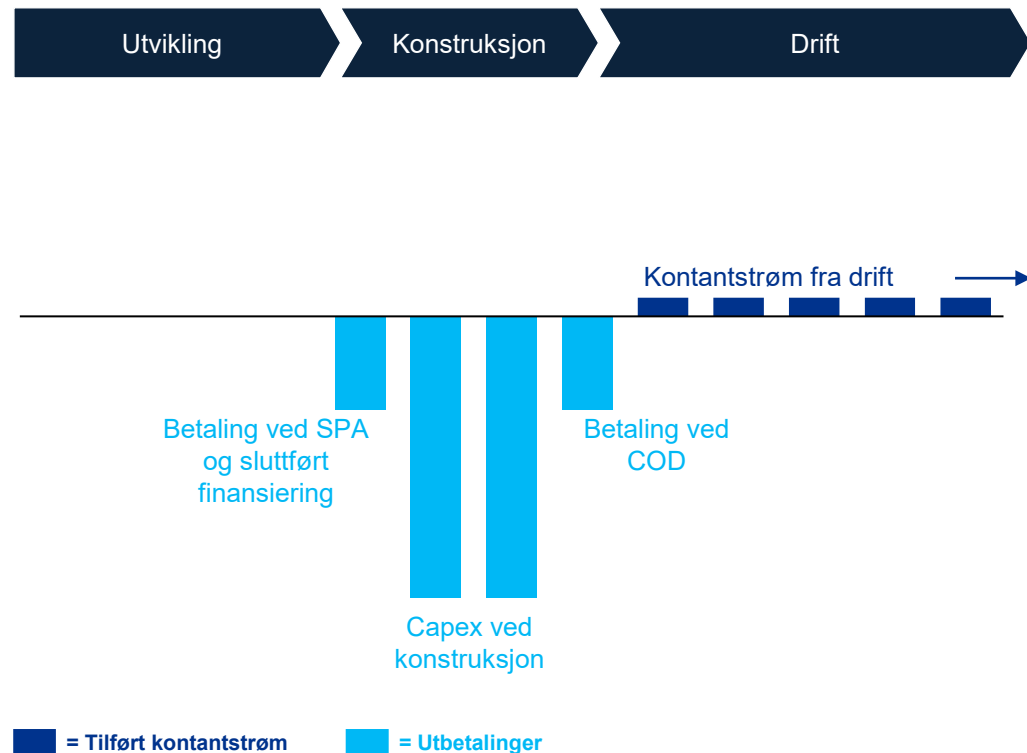 Utvikling
Konstruksjon
Drift
Kontantstrøm fra drift
Betaling ved SPA
og sluttført
finansiering
Betaling ved
COD
Capex ved
konstruksjon
= Tilført kontantstrøm
= Utbetalinger